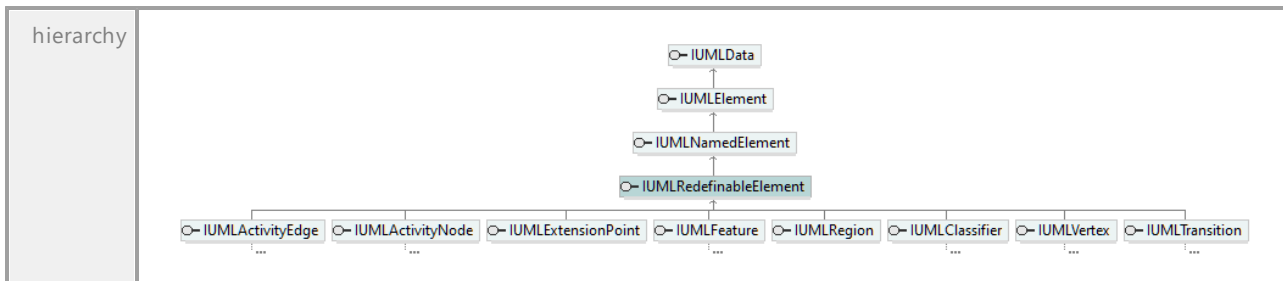 hierarchy
IUMLData
IUMLElement
IUMLNamedElement
IUMLRedefinableElement
IUMLActivityEdge IUMLActivityNode IUMLExtensionPoint IUMLFeature IUMLRegion IUMLClassifier IUMLVertex IUMLTransition
... ... ... ... ... ...